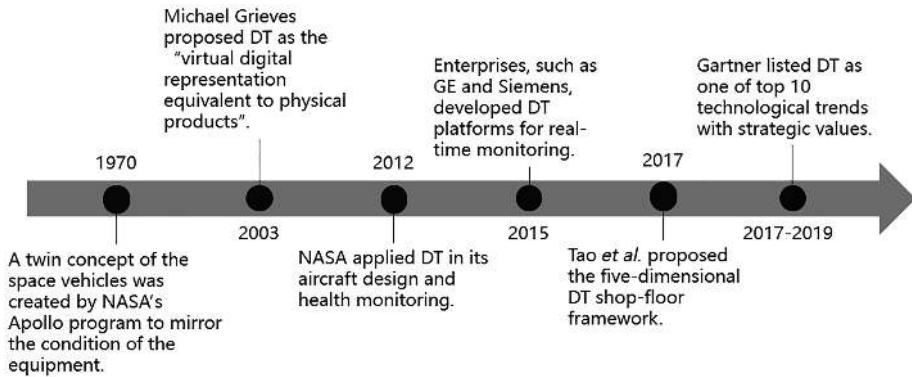 Michael Grieves
proposed DT as the
"virtual digital
representation
equivalent to physical
products".
Enterprises, such as
GE and Siemens,
developed DT
platforms for real-
time monitoring.
Gartner listed DT as
one of top 10
technological trends
with strategic values.
1970
2012
2017
2003
2015
2017-2019
A twin concept of the
space vehicles was
created by NASA's
Apollo program to mirror
the condition of the
equipment.
NASA applied DT in its
aircraft design and
health monitoring.
Tao et al. proposed
the five-dimensional
DT shop-floor
framework.